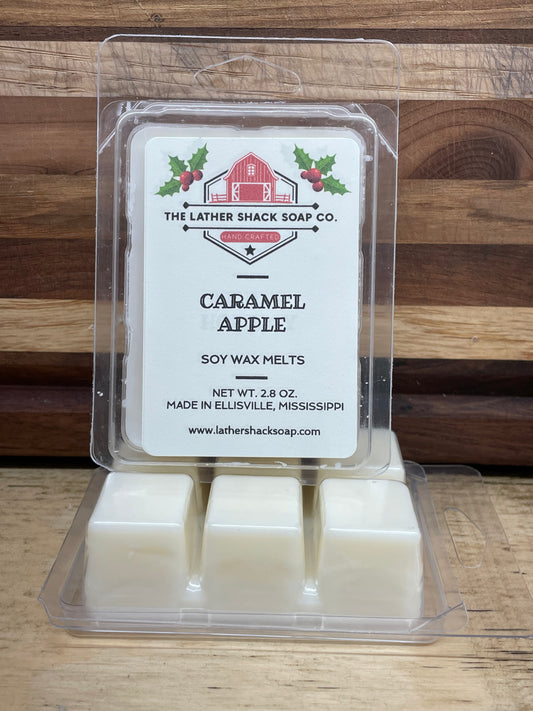 THE LATHER SHACK SOAP CO.
HAND CRAFTED
CARAMEL
APPLE
SOY WAX MELTS
NET WT. 2.8 OZ.
MADE IN ELLISVILLE, MISSISSIPPI
www.lathershacksoap.com